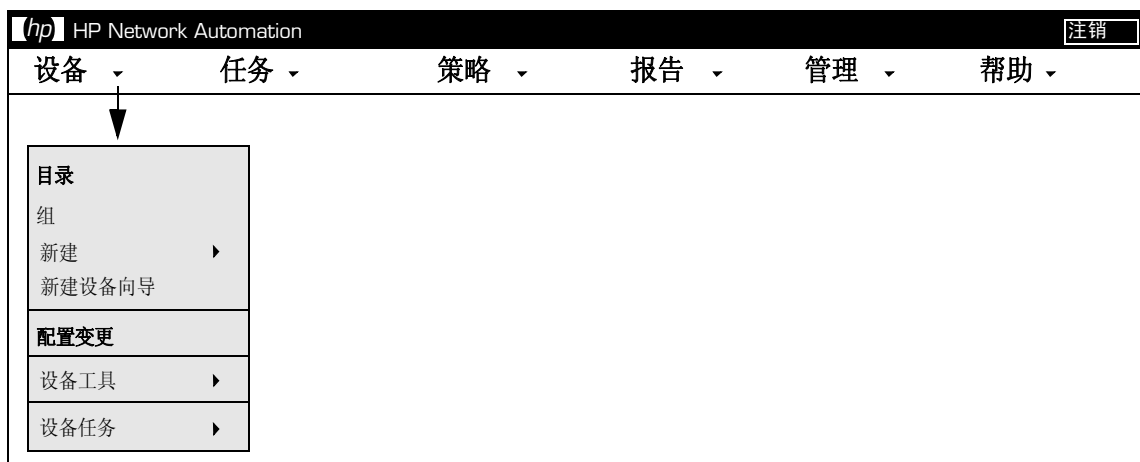 hp HP Network Automation 注销
设备 任务 策略 报告 管理 帮助
目录
组
新建
新建设备向导
配置变更
设备工具
设备任务